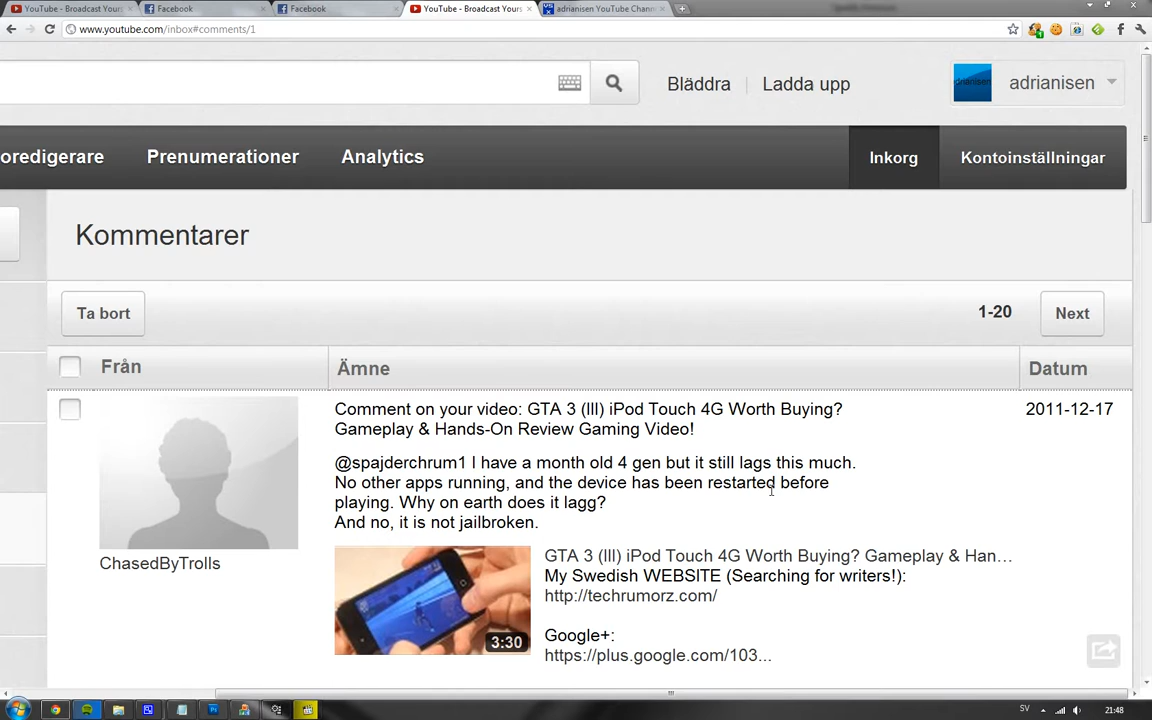 YouTube - Broadcast Yours
Facebook
Facebook
YouTube - Broadcast Yours
adrianisen YouTube Chann
www.youtube.com/inbox#comments/1
Bläddra
Ladda upp
adrianisen
oredigerare
Prenumerationer
Analytics
Inkorg
Kontoinställningar
Kommentarer
Ta bort
1-20
Next
Från
Ämne
Datum
Comment on your video: GTA 3 (III) iPod Touch 4G Worth Buying?
Gameplay & Hands-On Review Gaming Video!
2011-12-17
@spajderchrum1 I have a month old 4 gen but it still lags this much.
No other apps running, and the device has been restarted before
playing. Why on earth does it lagg?
And no, it is not jailbroken.
ChasedByTrolls
3:30
GTA 3 (III) iPod Touch 4G Worth Buying? Gameplay & Han...
My Swedish WEBSITE (Searching for writers!):
http://techrumorz.com/
Google+:
https://plus.google.com/103...
SV
21:48